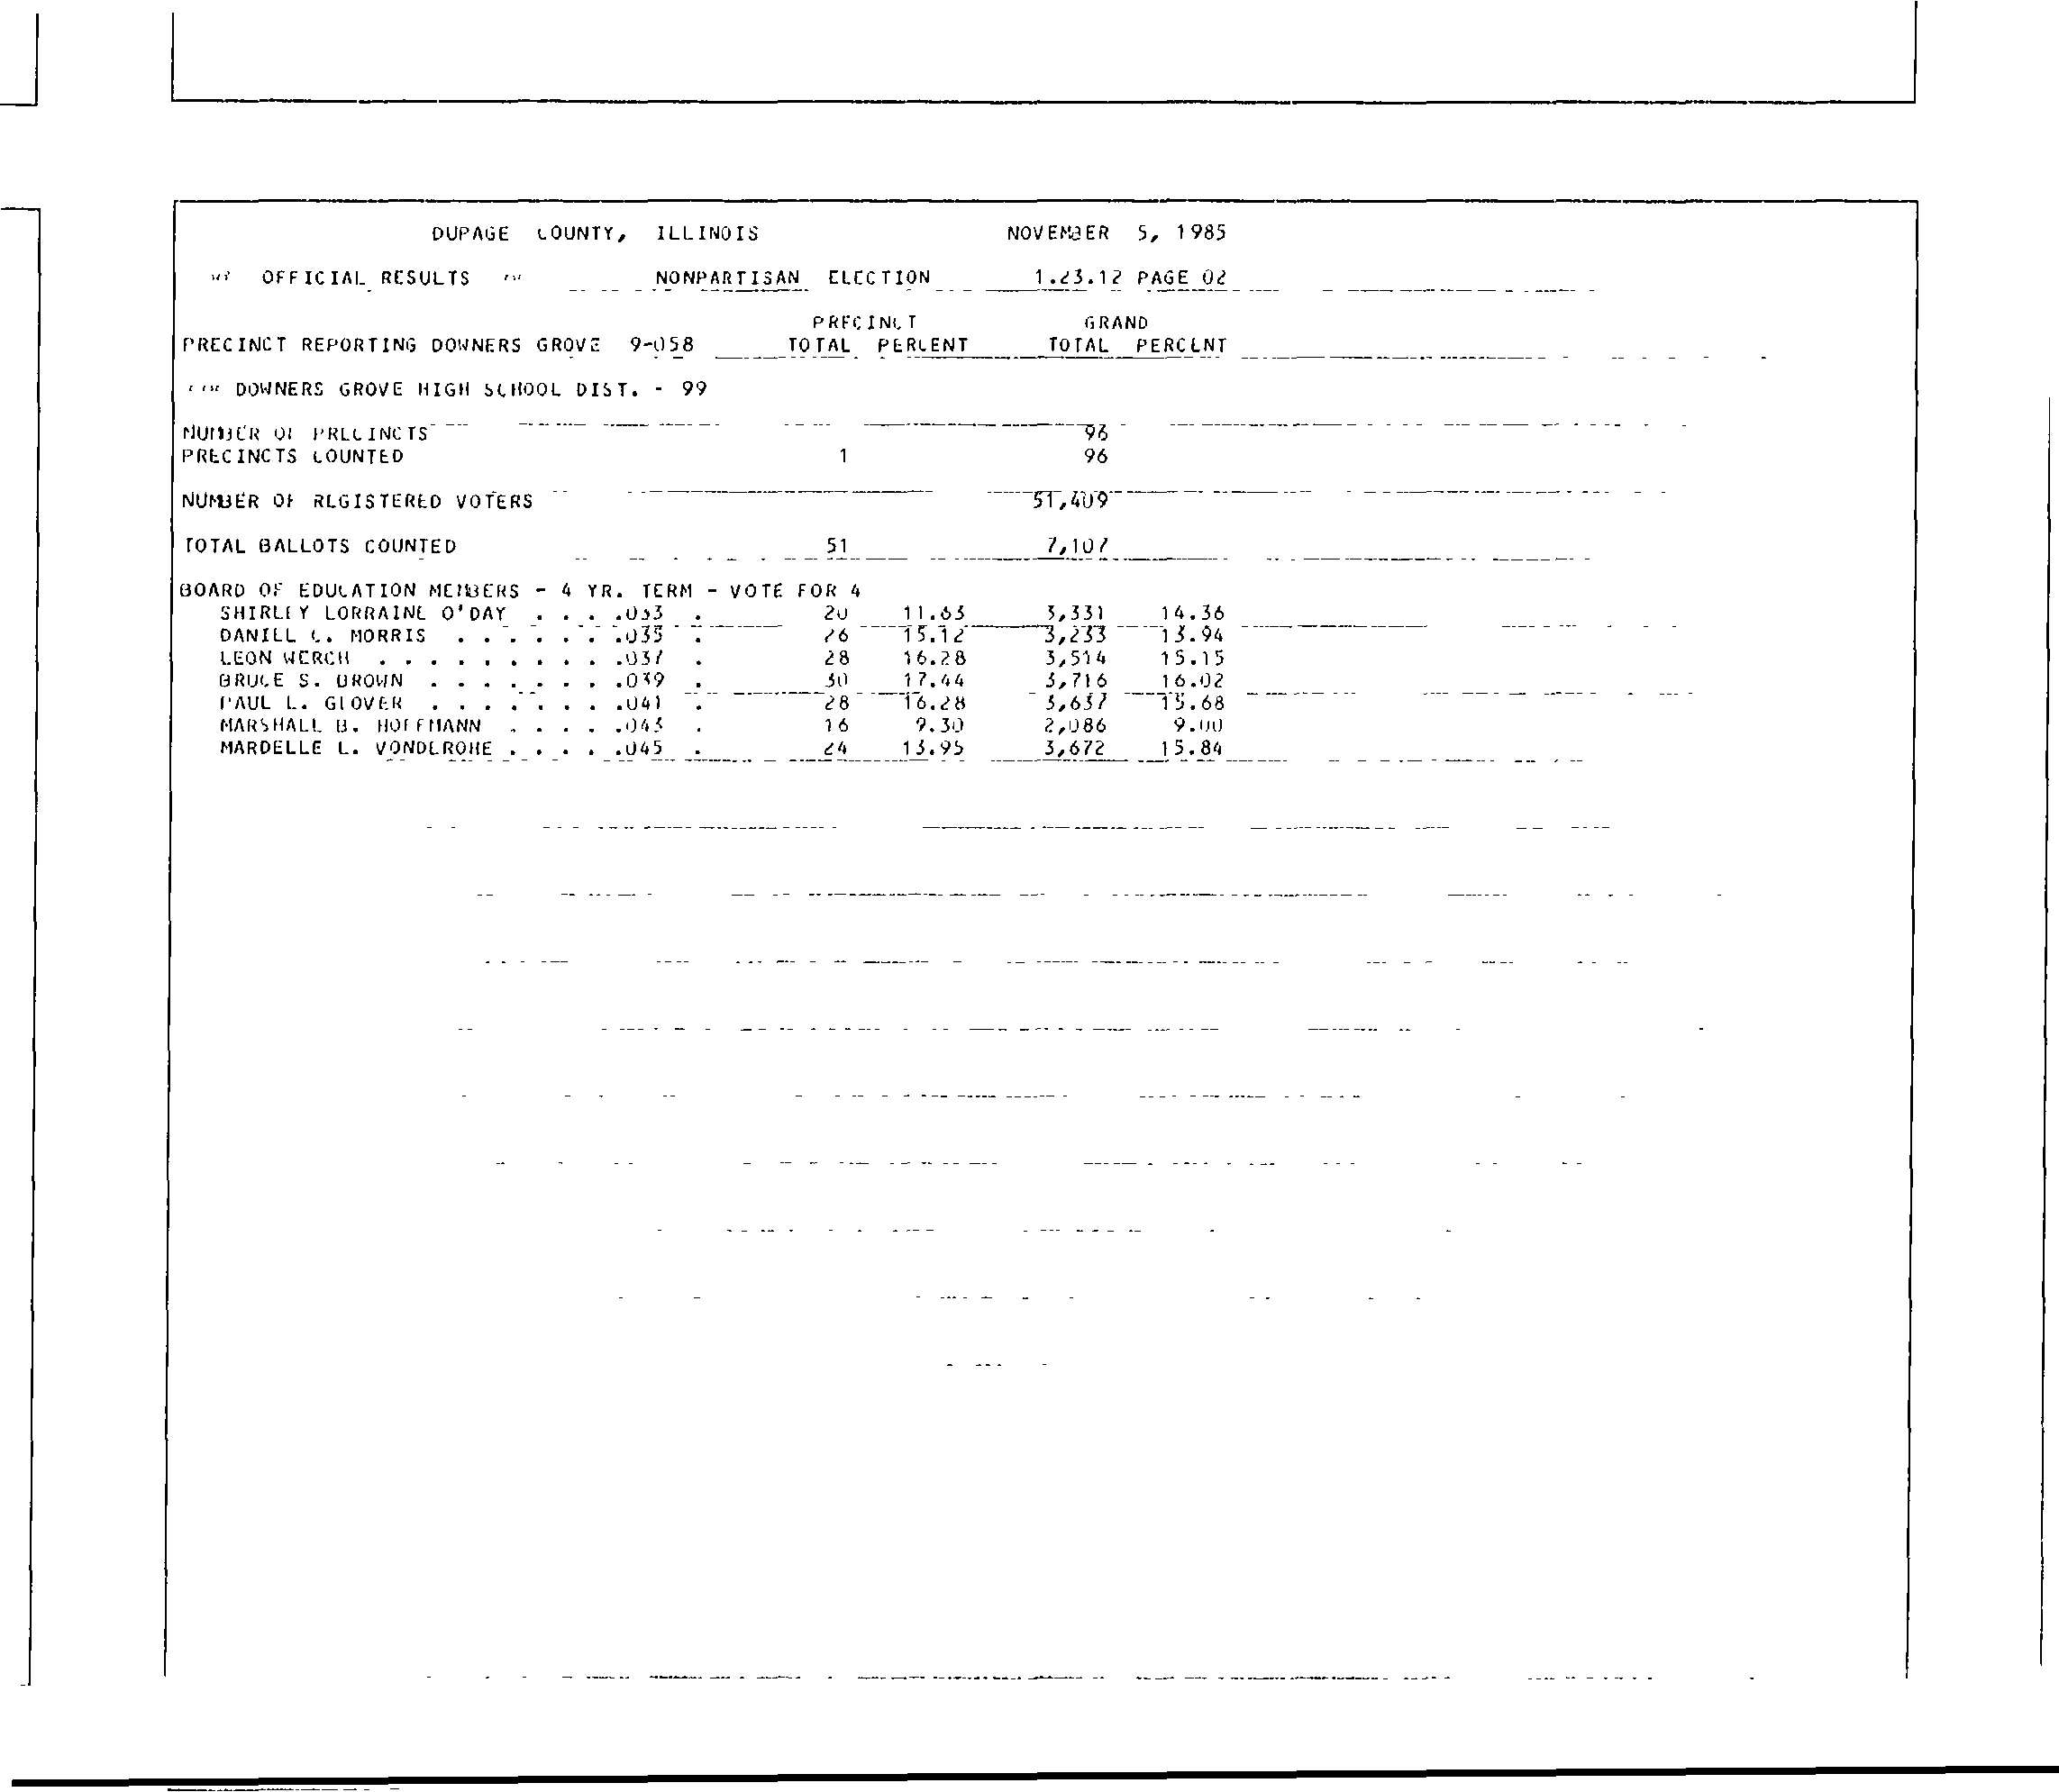 DUPAGE COUNTY, ILLINOIS NOVEMBER 5, 1985
** OFFICIAL RESULTS ** NONPARTISAN ELECTION 1.23.12 PAGE 02
PRECINCT GRAND
PRECINCT REPORTING DOWNERS GROVE 9-058 TOTAL PERCENT TOTAL PERCENT
*** DOWNERS GROVE HIGH SCHOOL DIST. - 99
NUMBER OF PRECINCTS 96
PRECINCTS COUNTED 1 96
NUMBER OF REGISTERED VOTERS 51,409
TOTAL BALLOTS COUNTED 51 7,107
BOARD OF EDUCATION MEMBERS - 4 YR. TERM - VOTE FOR 4
SHIRLEY LORRAINE O'DAY . . . .033 . 20 11.63 3,331 14.36
DANIEL C. MORRIS . . . . . . .035 . 26 15.12 3,233 13.94
LEON WERCH . . . . . . . . . .037 . 28 16.28 3,514 15.15
BRUCE S. BROWN . . . . . . . .039 . 30 17.44 3,716 16.02
PAUL L. GLOVER . . . . . . . .041 . 28 16.28 3,637 15.68
MARSHALL B. HOFFMANN . . . . .043 . 16 9.30 2,086 9.00
MARDELLE L. VONDEROHE . . . . .045 . 24 13.95 3,672 15.84